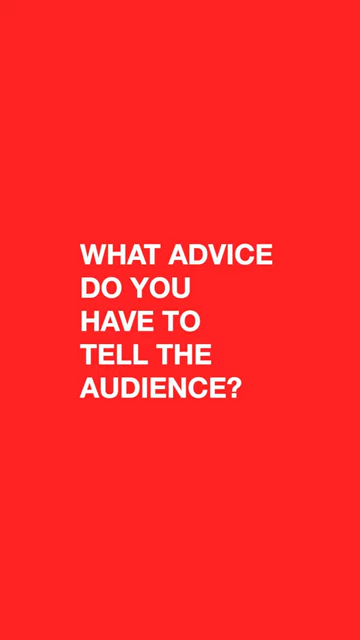 WHAT ADVICE
DO YOU
HAVE TO
TELL THE
AUDIENCE?